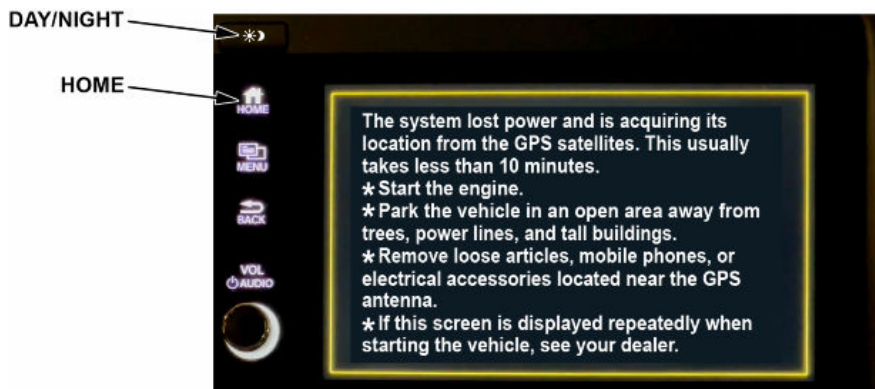 DAY/NIGHT
HOME
HOME
MENU
BACK
VOL
AUDIO
The system lost power and is acquiring its
location from the GPS satellites. This usually
takes less than 10 minutes.
* Start the engine.
* Park the vehicle in an open area away from
trees, power lines, and tall buildings.
* Remove loose articles, mobile phones, or
electrical accessories located near the GPS
antenna.
* If this screen is displayed repeatedly when
starting the vehicle, see your dealer.